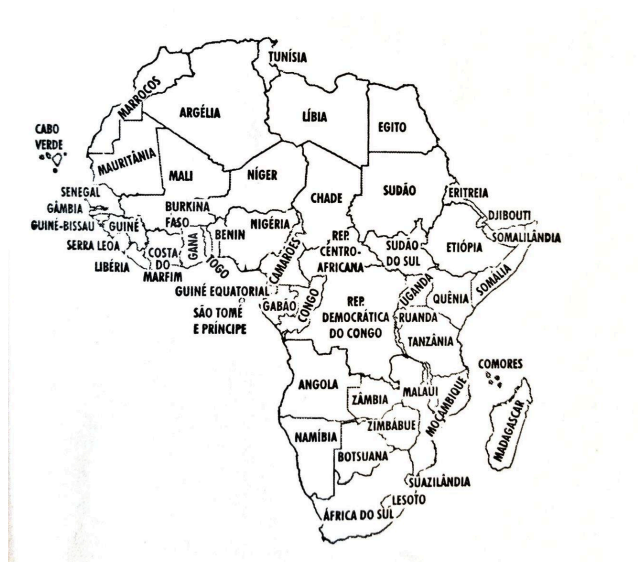 TUNÍSIA
MARROCOS
ARGÉLIA
LÍBIA
EGITO
CABO
VERDE
MAURITÂNIA
MALI
NÍGER
CHADE
SUDÃO
ERITREIA
SENEGAL
GÂMBIA
GUINÉ-BISSAU
GUINÉ
BURKINA
FASO
BENIN
NIGÉRIA
DJIBOUTI
SOMALILÂNDIA
SERRA LEOA
LIBÉRIA
COSTA
DO
MARFIM
GANA
TOGO
CAMARÕES
REP.
CENTRO-
AFRICANA
SUDÃO
DO SUL
ETIÓPIA
SOMÁLIA
GUINÉ EQUATORIAL
SÃO TOMÉ
E PRÍNCIPE
GABÃO
CONGO
REP.
DEMOCRÁTICA
DO CONGO
UGANDA
QUÊNIA
RUANDA
TANZÂNIA
COMORES
ANGOLA
ZÂMBIA
MALAUI
MOÇAMBIQUE
MADAGASCAR
NAMÍBIA
ZIMBÁBUE
BOTSUANA
SUAZILÂNDIA
LESOTO
ÁFRICA DO SUL